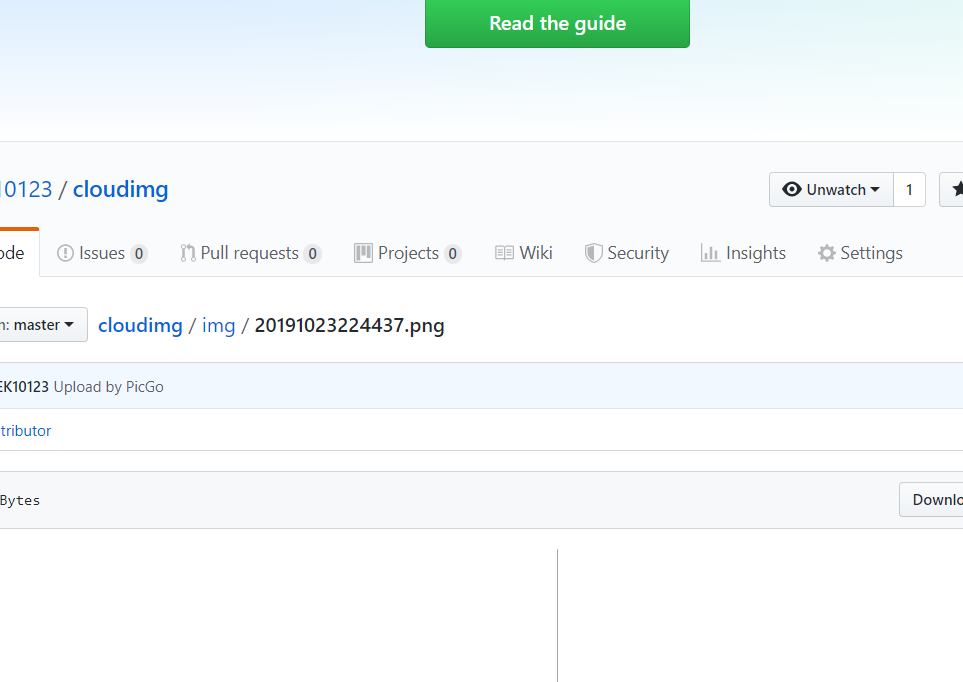 Read the guide
10123 / cloudimg
Unwatch 1
ode Issues 0 Pull requests 0 Projects 0 Wiki Security Insights Settings
: master cloudimg / img / 20191023224437.png
EK10123 Upload by PicGo
tributor
Bytes
Downlo